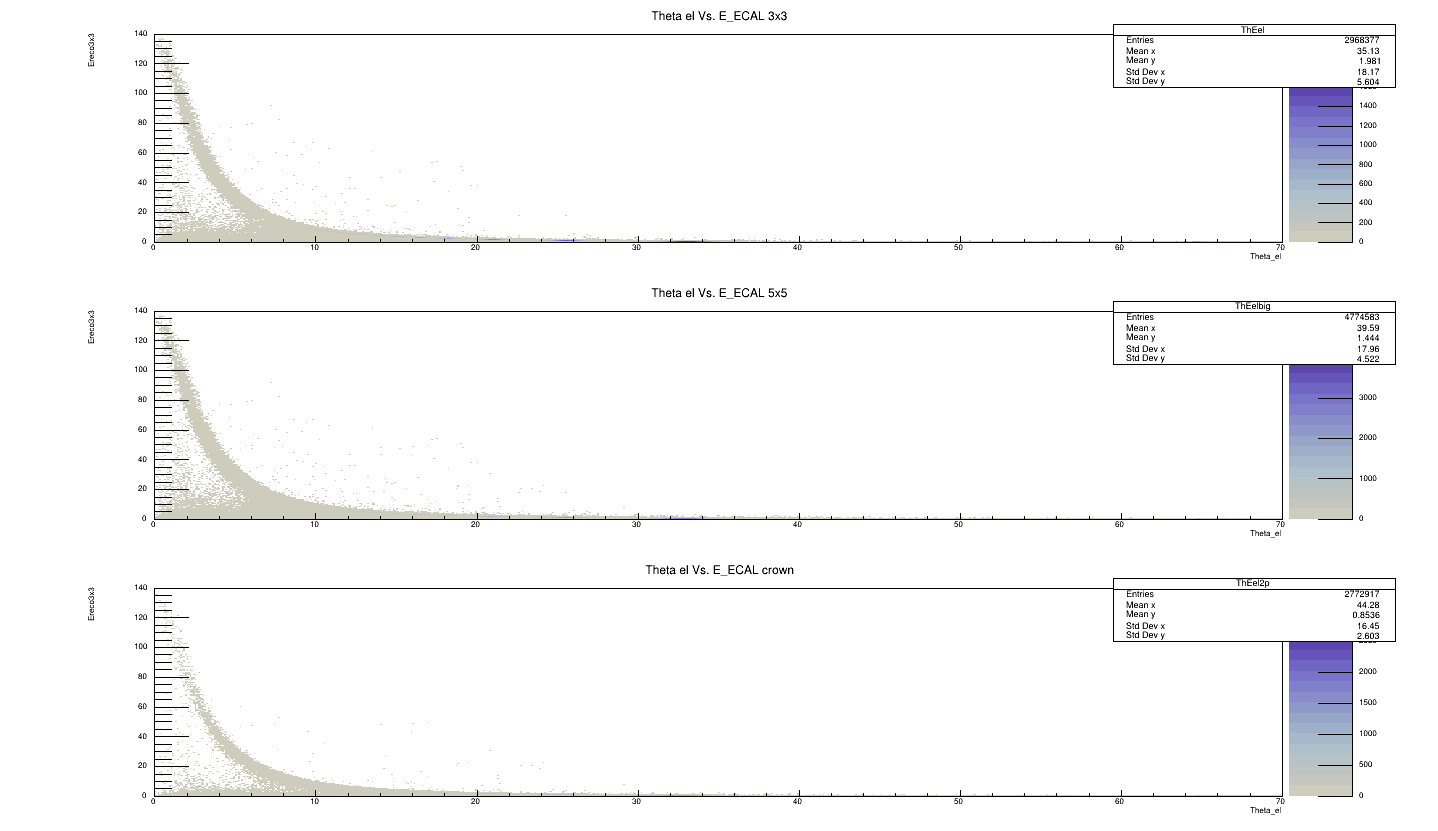 Theta el Vs. E_ECAL 3x3
Ereco3x3
140
120
100
80
60
40
20
0
0 10 20 30 40 50 60 70
Theta_el
ThEel
Entries 2968377
Mean x 35.13
Mean y 1.981
Std Dev x 18.17
Std Dev y 5.604
1400
1200
1000
800
600
400
200
0
Theta el Vs. E_ECAL 5x5
Ereco3x3
140
120
100
80
60
40
20
0
0 10 20 30 40 50 60 70
Theta_el
ThEelbig
Entries 4774583
Mean x 39.59
Mean y 1.444
Std Dev x 17.96
Std Dev y 4.522
3000
2000
1000
0
Theta el Vs. E_ECAL crown
Ereco3x3
140
120
100
80
60
40
20
0
0 10 20 30 40 50 60 70
Theta_el
ThEel2p
Entries 2772917
Mean x 44.28
Mean y 0.8536
Std Dev x 16.45
Std Dev y 2.603
2000
1500
1000
500
0